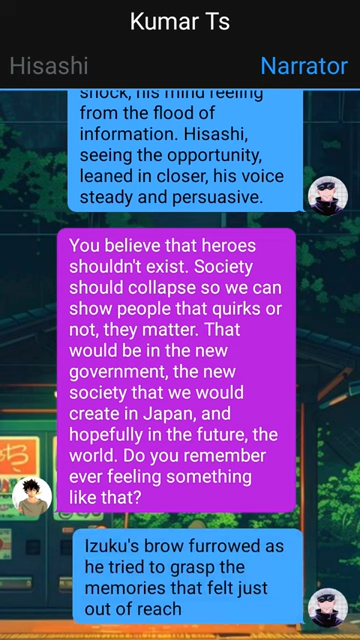 Kumar Ts
Hisashi
Narrator
shock, his mind reeling
from the flood of
information. Hisashi,
seeing the opportunity,
leaned in closer, his voice
steady and persuasive.
You believe that heroes
shouldn't exist. Society
should collapse so we can
show people that quirks or
not, they matter. That
would be in the new
government, the new
society that we would
create in Japan, and
hopefully in the future, the
world. Do you remember
ever feeling something
like that?
Izuku's brow furrowed as
he tried to grasp the
memories that felt just
out of reach